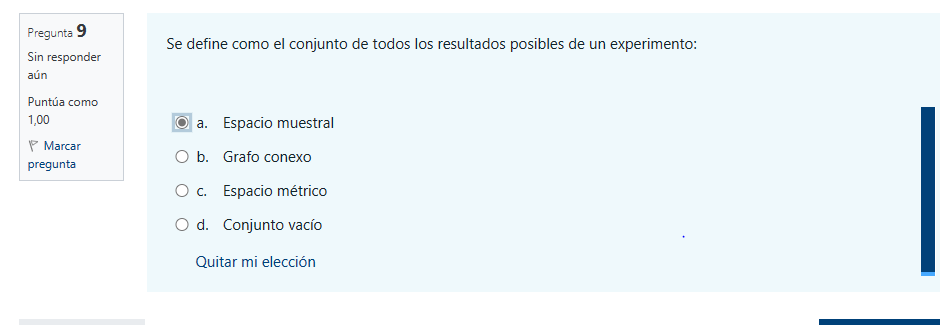 Pregunta 9
Sin responder
aún
Puntúa como
1,00
Marcar
pregunta
Se define como el conjunto de todos los resultados posibles de un experimento:
a. Espacio muestral
b. Grafo conexo
c. Espacio métrico
d. Conjunto vacío
Quitar mi elección